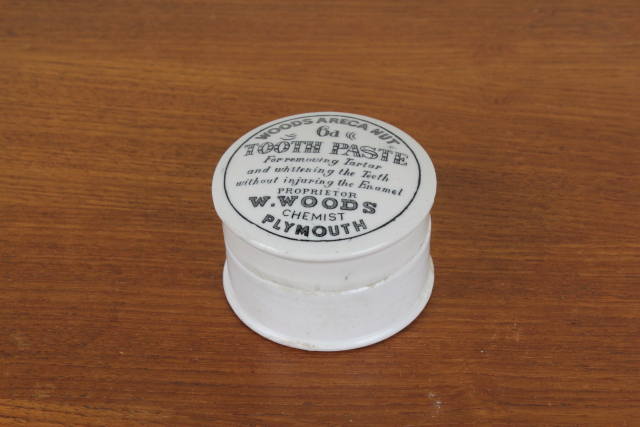 WOODS ARECA NUT
6d
TOOTH PASTE
For removing Tartar
and whitening the Teeth
without injuring the Enamel
PROPRIETOR
W. WOODS
CHEMIST
PLYMOUTH